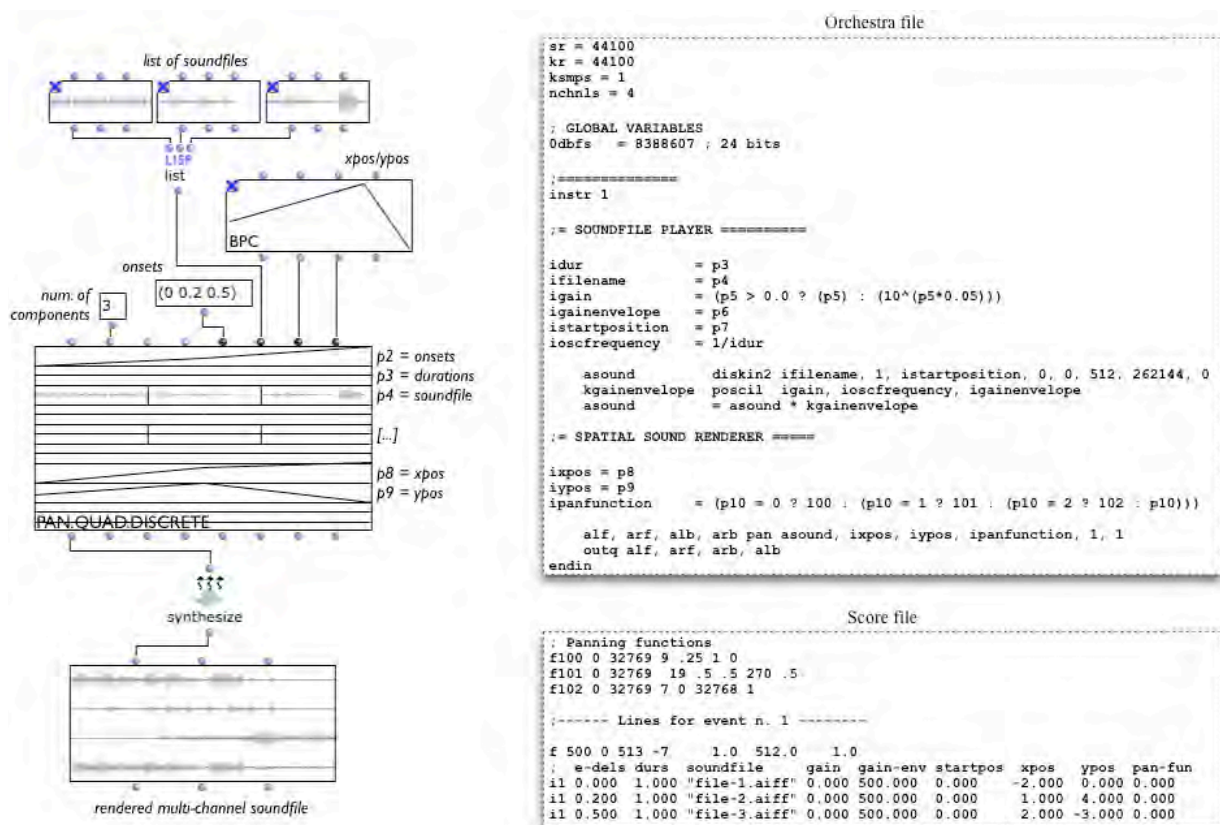 list of soundfiles
LISP
list
xpos/ypos
BPC
onsets
(0 0.2 0.5)
num. of
components
3
p2 = onsets
p3 = durations
p4 = soundfile
[...]
p8 = xpos
p9 = ypos
PAN.QUAD.DISCRETE
synthesize
rendered multi-channel soundfile
Orchestra file
sr = 44100
kr = 44100
ksmps = 1
nchnls = 4
; GLOBAL VARIABLES
0dbfs = 8388607 ; 24 bits
;==============
instr 1
;= SOUNDFILE PLAYER ==========
idur = p3
ifilename = p4
igain = (p5 > 0.0 ? (p5) : (10^(p5*0.05)))
igainenvelope = p6
istartposition = p7
ioscfrequency = 1/idur
asound diskin2 ifilename, 1, istartposition, 0, 0, 512, 262144, 0
kgainenvelope poscil igain, ioscfrequency, igainenvelope
asound = asound * kgainenvelope
;= SPATIAL SOUND RENDERER =====
ixpos = p8
iypos = p9
ipanfunction = (p10 = 0 ? 100 : (p10 = 1 ? 101 : (p10 = 2 ? 102 : p10)))
alf, arf, alb, arb pan asound, ixpos, iypos, ipanfunction, 1, 1
outq alf, arf, arb, alb
endin
Score file
; Panning functions
f100 0 32769 9 .25 1 0
f101 0 32769 19 .5 .5 270 .5
f102 0 32769 7 0 32768 1
;------ Lines for event n. 1 --------
f 500 0 513 -7 1.0 512.0 1.0
; e-dels durs soundfile gain gain-env startpos xpos ypos pan-fun
i1 0.000 1.000 "file-1.aiff" 0.000 500.000 0.000 -2.000 0.000 0.000
i1 0.200 1.000 "file-2.aiff" 0.000 500.000 0.000 1.000 4.000 0.000
i1 0.500 1.000 "file-3.aiff" 0.000 500.000 0.000 2.000 -3.000 0.000